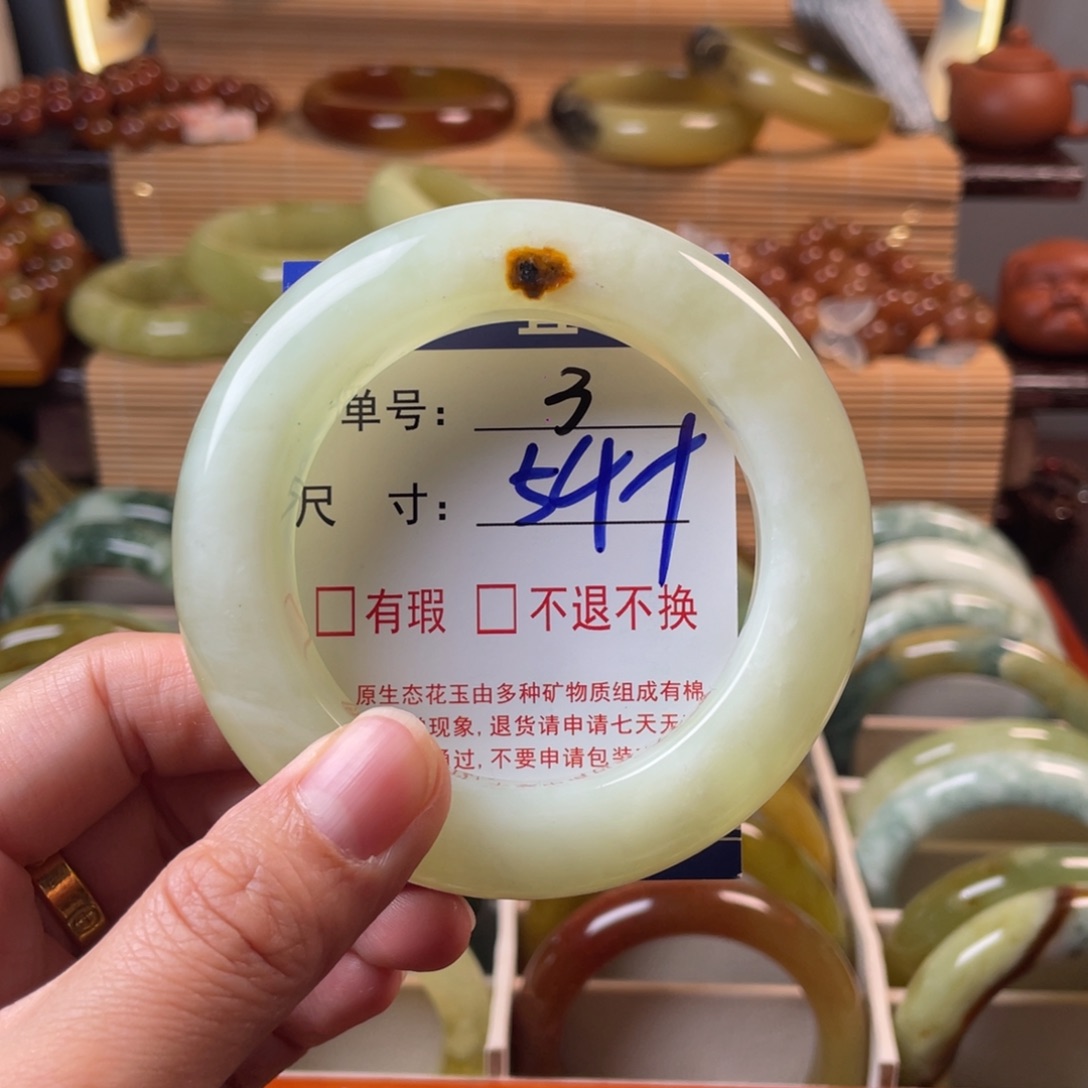 单号: 3
尺 寸: 54-1
□有瑕 □不退不换
原生态花玉由多种矿物质组成有棉
现象, 退货请申请七天无
过, 不要申请包装